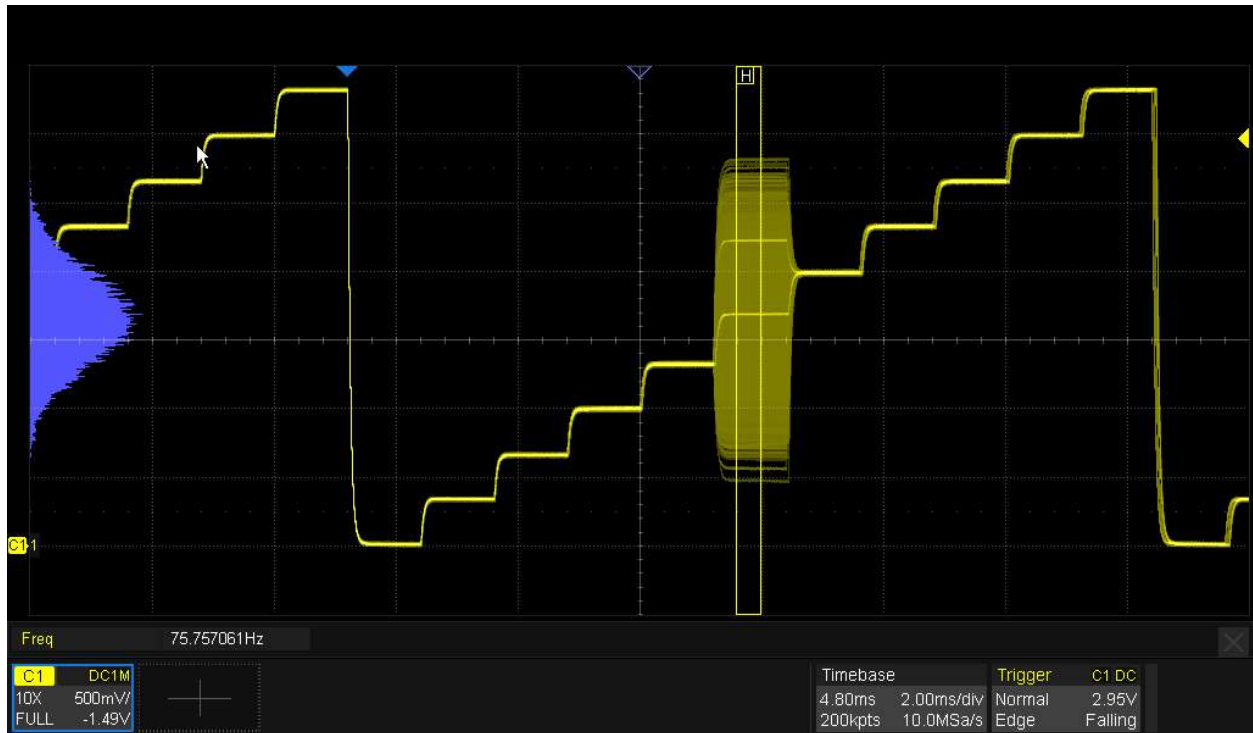 H
C1 1
Freq 75.757061Hz
C1 DC1M
10X 500mV/
FULL -1.49V
Timebase
4.80ms 2.00ms/div
200kpts 10.0MSa/s
Trigger C1 DC
Normal 2.95V
Edge Falling